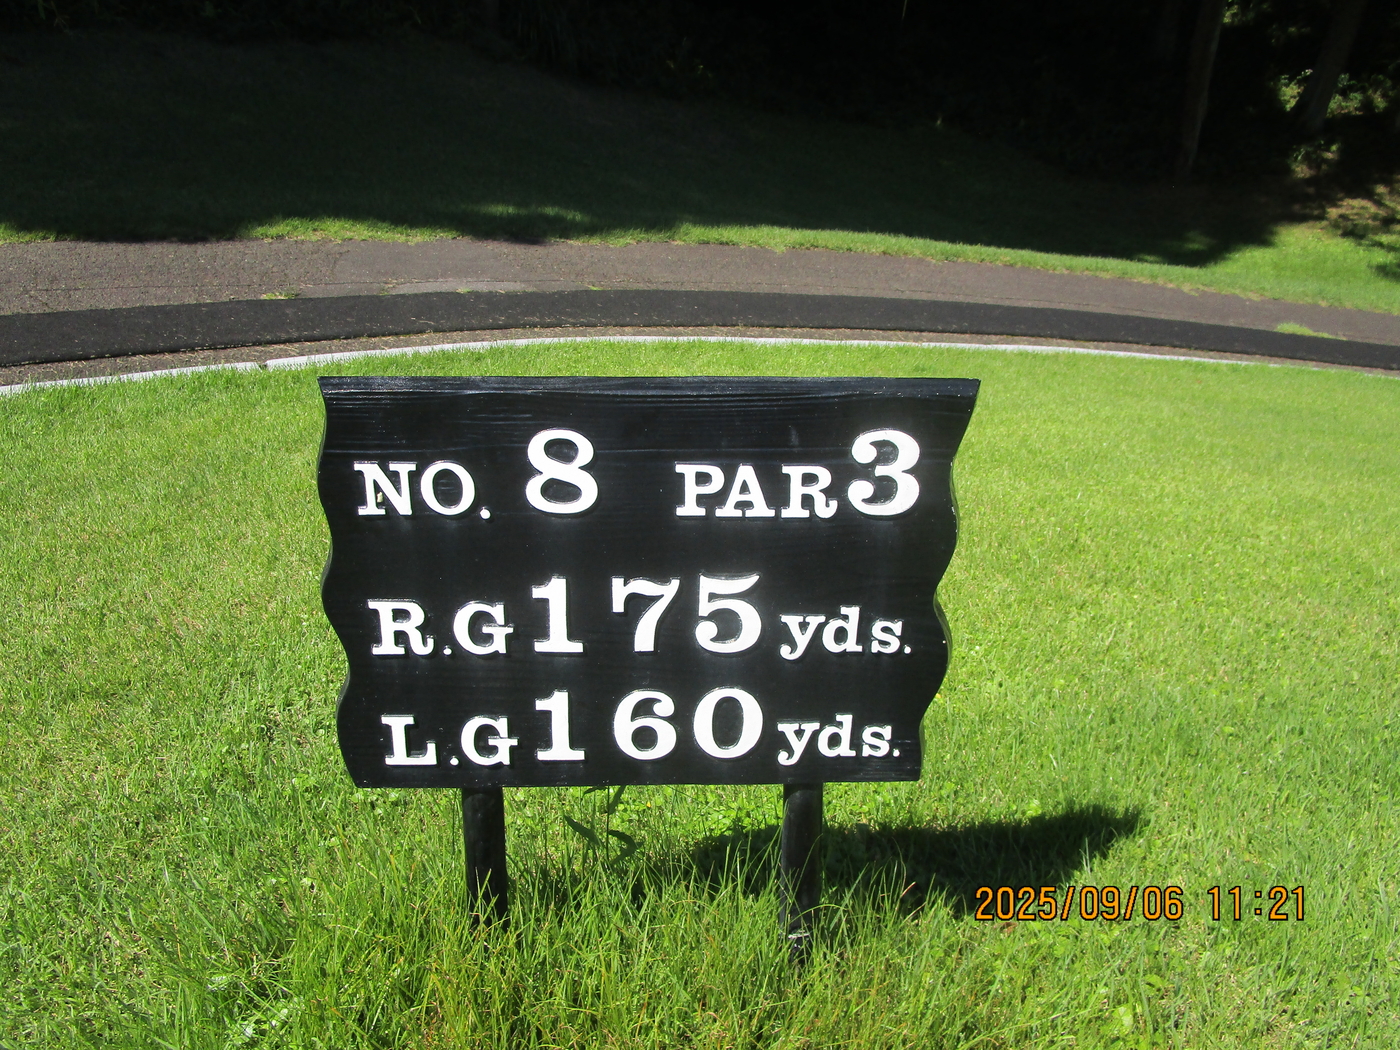 NO. 8 PAR 3
R.G 175 yds.
L.G 160 yds.
2025/09/06 11:21